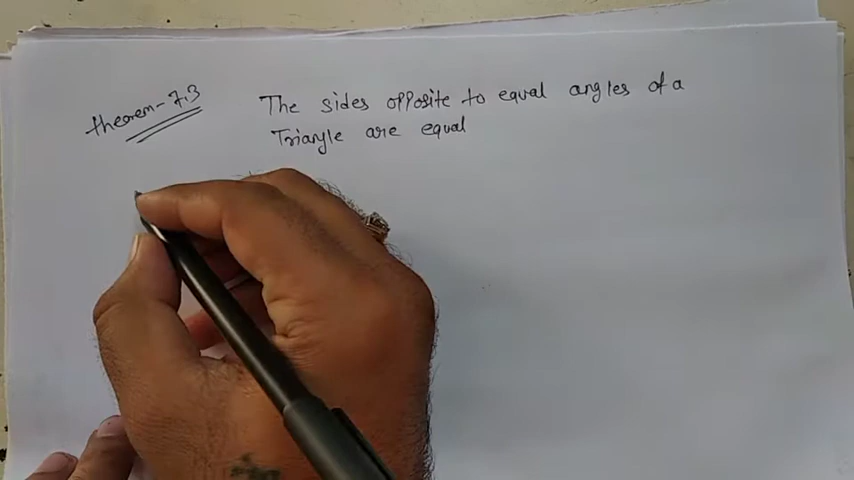 theorem-7.3
The sides opposite to equal angles of a
Triangle are equal